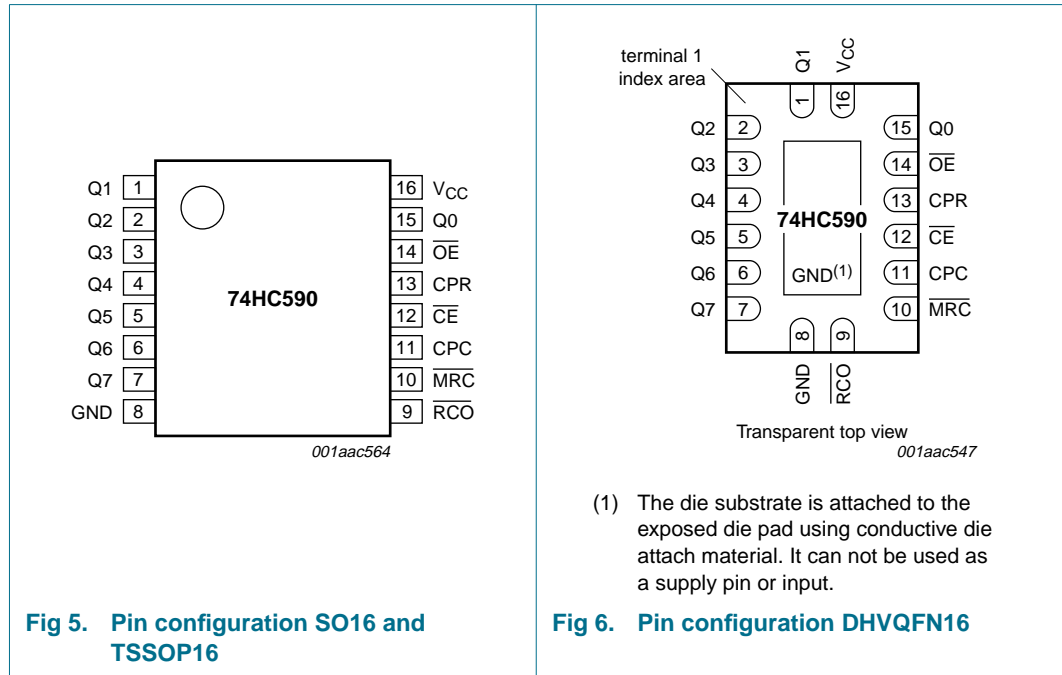 Q1 1
Q2 2
Q3 3
Q4 4
Q5 5
Q6 6
Q7 7
GND 8
74HC590
16 VCC
15 Q0
14 OE
13 CPR
12 CE
11 CPC
10 MRC
9 RCO
001aac564
Fig 5. Pin configuration SO16 and
TSSOP16
terminal 1
index area
Q1
VCC
1
16
Q2 2
Q3 3
Q4 4
Q5 5
Q6 6
Q7 7
74HC590
GND(1)
15 Q0
14 OE
13 CPR
12 CE
11 CPC
10 MRC
8
9
GND
RCO
Transparent top view
001aac547
(1) The die substrate is attached to the
exposed die pad using conductive die
attach material. It can not be used as
a supply pin or input.
Fig 6. Pin configuration DHVQFN16